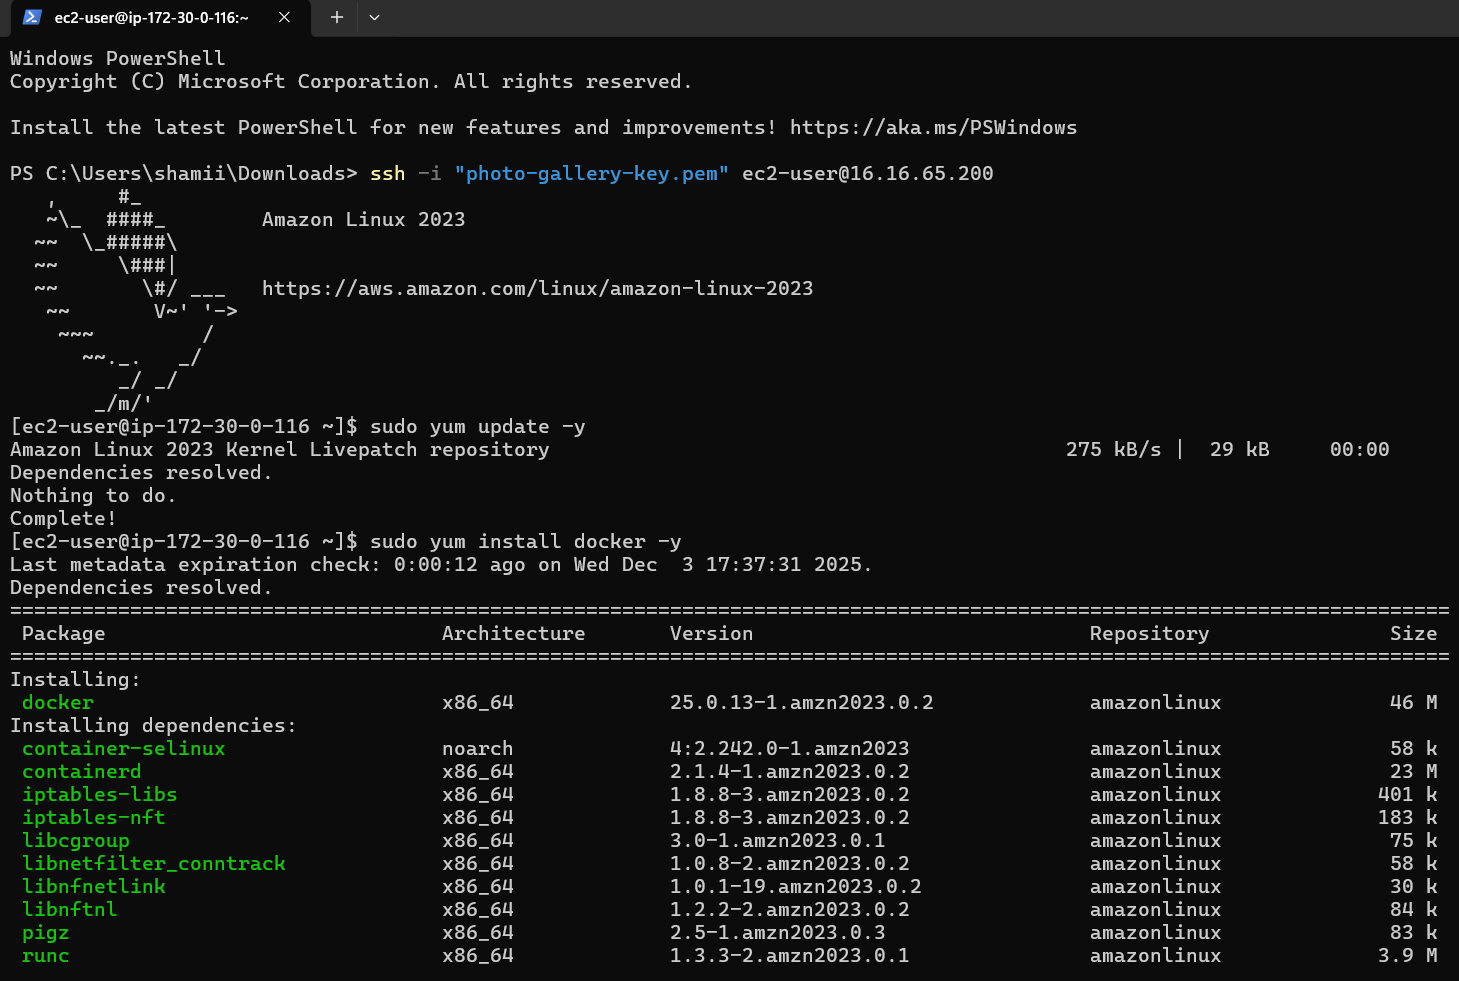 ec2-user@ip-172-30-0-116:~
Windows PowerShell
Copyright (C) Microsoft Corporation. All rights reserved.
Install the latest PowerShell for new features and improvements! https://aka.ms/PSWindows
PS C:\Users\shamii\Downloads> ssh -i "photo-gallery-key.pem" ec2-user@16.16.65.200
   ,     #_
   ~\_  ####_        Amazon Linux 2023
  ~~  \_#####\
  ~~     \###|
  ~~       \#/ ___   https://aws.amazon.com/linux/amazon-linux-2023
   ~~       V~' '->
    ~~~         /
      ~~._.   _/
         _/ _/
       _/m/'
[ec2-user@ip-172-30-0-116 ~]$ sudo yum update -y
Amazon Linux 2023 Kernel Livepatch repository 275 kB/s | 29 kB 00:00
Dependencies resolved.
Nothing to do.
Complete!
[ec2-user@ip-172-30-0-116 ~]$ sudo yum install docker -y
Last metadata expiration check: 0:00:12 ago on Wed Dec  3 17:37:31 2025.
Dependencies resolved.
========================================================================================================================
Package Architecture Version Repository Size
========================================================================================================================
Installing:
docker x86_64 25.0.13-1.amzn2023.0.2 amazonlinux 46 M
Installing dependencies:
container-selinux noarch 4:2.242.0-1.amzn2023 amazonlinux 58 k
containerd x86_64 2.1.4-1.amzn2023.0.2 amazonlinux 23 M
iptables-libs x86_64 1.8.8-3.amzn2023.0.2 amazonlinux 401 k
iptables-nft x86_64 1.8.8-3.amzn2023.0.2 amazonlinux 183 k
libcgroup x86_64 3.0-1.amzn2023.0.1 amazonlinux 75 k
libnetfilter_conntrack x86_64 1.0.8-2.amzn2023.0.2 amazonlinux 58 k
libnfnetlink x86_64 1.0.1-19.amzn2023.0.2 amazonlinux 30 k
libnftnl x86_64 1.2.2-2.amzn2023.0.2 amazonlinux 84 k
pigz x86_64 2.5-1.amzn2023.0.3 amazonlinux 83 k
runc x86_64 1.3.3-2.amzn2023.0.1 amazonlinux 3.9 M